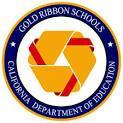 GOLD RIBBON SCHOOLS
CALIFORNIA DEPARTMENT OF EDUCATION